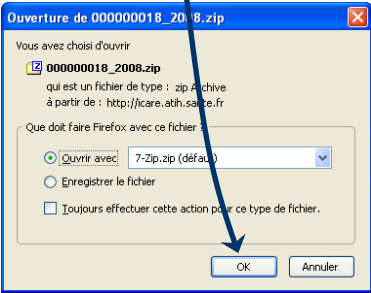 Ouverture de 000000018_2008.zip
Vous avez choisi d'ouvrir
000000018_2008.zip
qui est un fichier de type : zip Archive
à partir de : http://icare.atih.sante.fr
Que doit faire Firefox avec ce fichier ?
Ouvrir avec 7-Zip.zip (défaut)
Enregistrer le fichier
Toujours effectuer cette action pour ce type de fichier.
OK Annuler